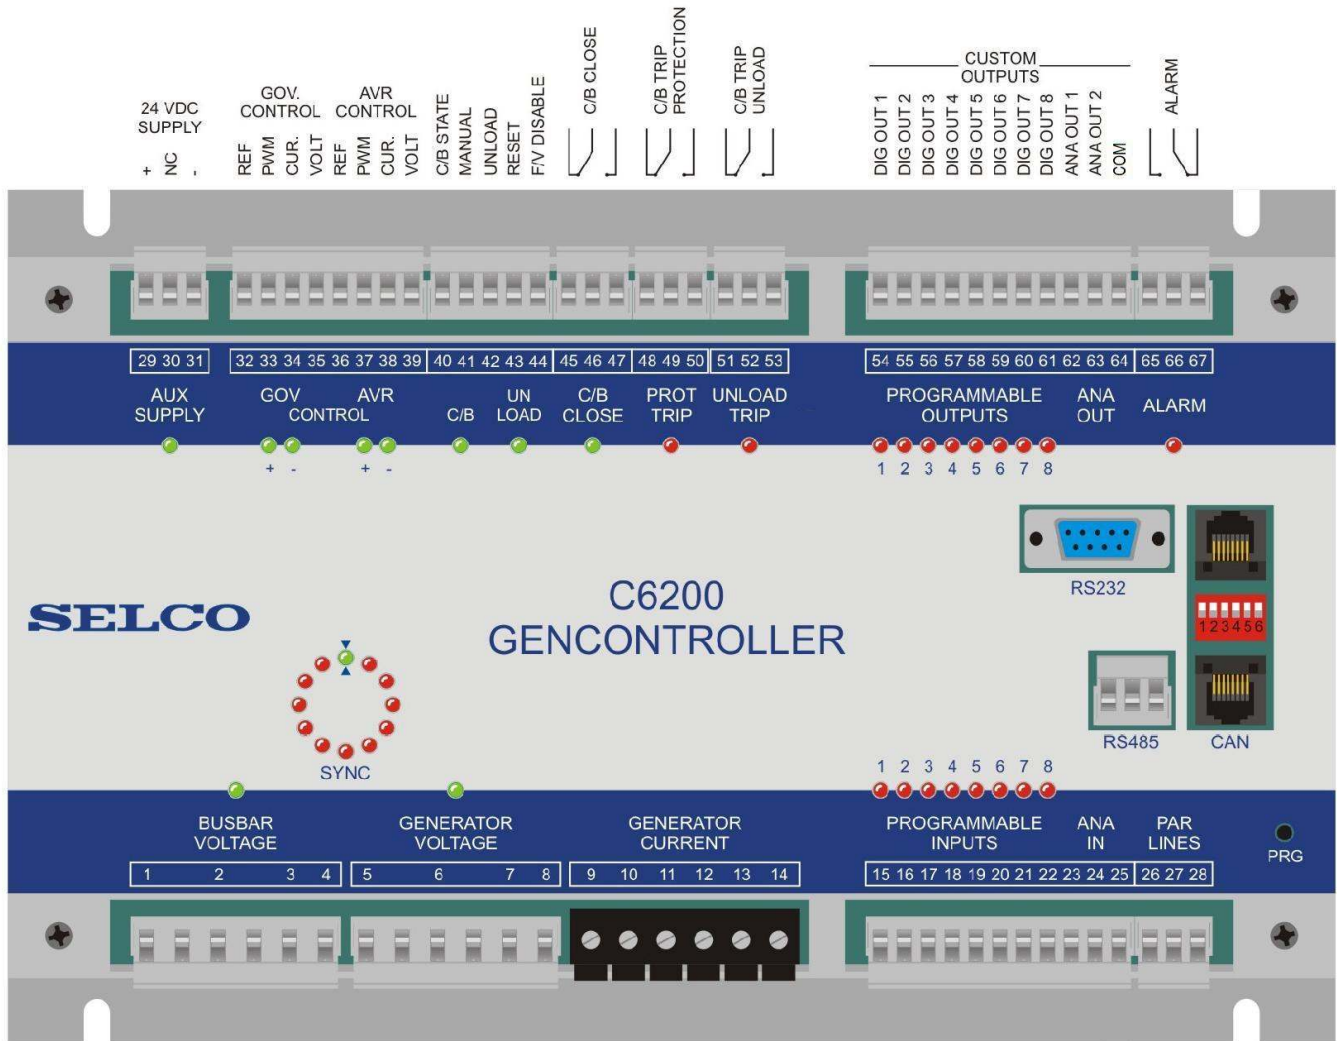 24 VDC
SUPPLY
+
NC
-
GOV.
CONTROL
REF
PWM
CUR.
VOLT
AVR
CONTROL
REF
PWM
CUR.
VOLT
C/B STATE
MANUAL
UNLOAD
RESET
F/V DISABLE
C/B CLOSE
C/B TRIP
PROTECTION
C/B TRIP
UNLOAD
CUSTOM
OUTPUTS
DIG OUT 1
DIG OUT 2
DIG OUT 3
DIG OUT 4
DIG OUT 5
DIG OUT 6
DIG OUT 7
DIG OUT 8
ANA OUT 1
ANA OUT 2
COM
ALARM
29 30 31
32 33 34 35 36 37 38 39
40 41 42 43 44
45 46 47
48 49 50
51 52 53
54 55 56 57 58 59 60 61 62 63 64
65 66 67
AUX
SUPPLY
GOV AVR
CONTROL
C/B
UN
LOAD
C/B
CLOSE
PROT
TRIP
UNLOAD
TRIP
PROGRAMMABLE
OUTPUTS
ANA
OUT
ALARM
+ - + -
1 2 3 4 5 6 7 8
RS232
123456
SELCO
C6200
GENCONTROLLER
SYNC
RS485
CAN
1 2 3 4 5 6 7 8
BUSBAR
VOLTAGE
GENERATOR
VOLTAGE
GENERATOR
CURRENT
PROGRAMMABLE
INPUTS
ANA
IN
PAR
LINES
PRG
1 2 3 4
5 6 7 8
9 10 11 12 13 14
15 16 17 18 19 20 21 22 23 24 25
26 27 28